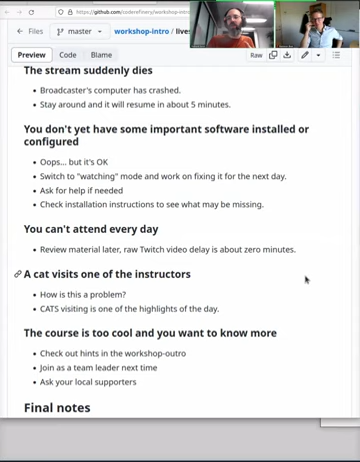 https://github.com/coderefinery/workshop-intro
Files
master
workshop-intro / lives
Preview
Code
Blame
Raw
The stream suddenly dies
• Broadcaster's computer has crashed.
• Stay around and it will resume in about 5 minutes.
You don't yet have some important software installed or
configured
• Oops... but it's OK
• Switch to "watching" mode and work on fixing it for the next day.
• Ask for help if needed
• Check installation instructions to see what may be missing.
You can't attend every day
• Review material later, raw Twitch video delay is about zero minutes.
A cat visits one of the instructors
• How is this a problem?
• CATS visiting is one of the highlights of the day.
The course is too cool and you want to know more
• Check out hints in the workshop-outro
• Join as a team leader next time
• Ask your local supporters
Final notes